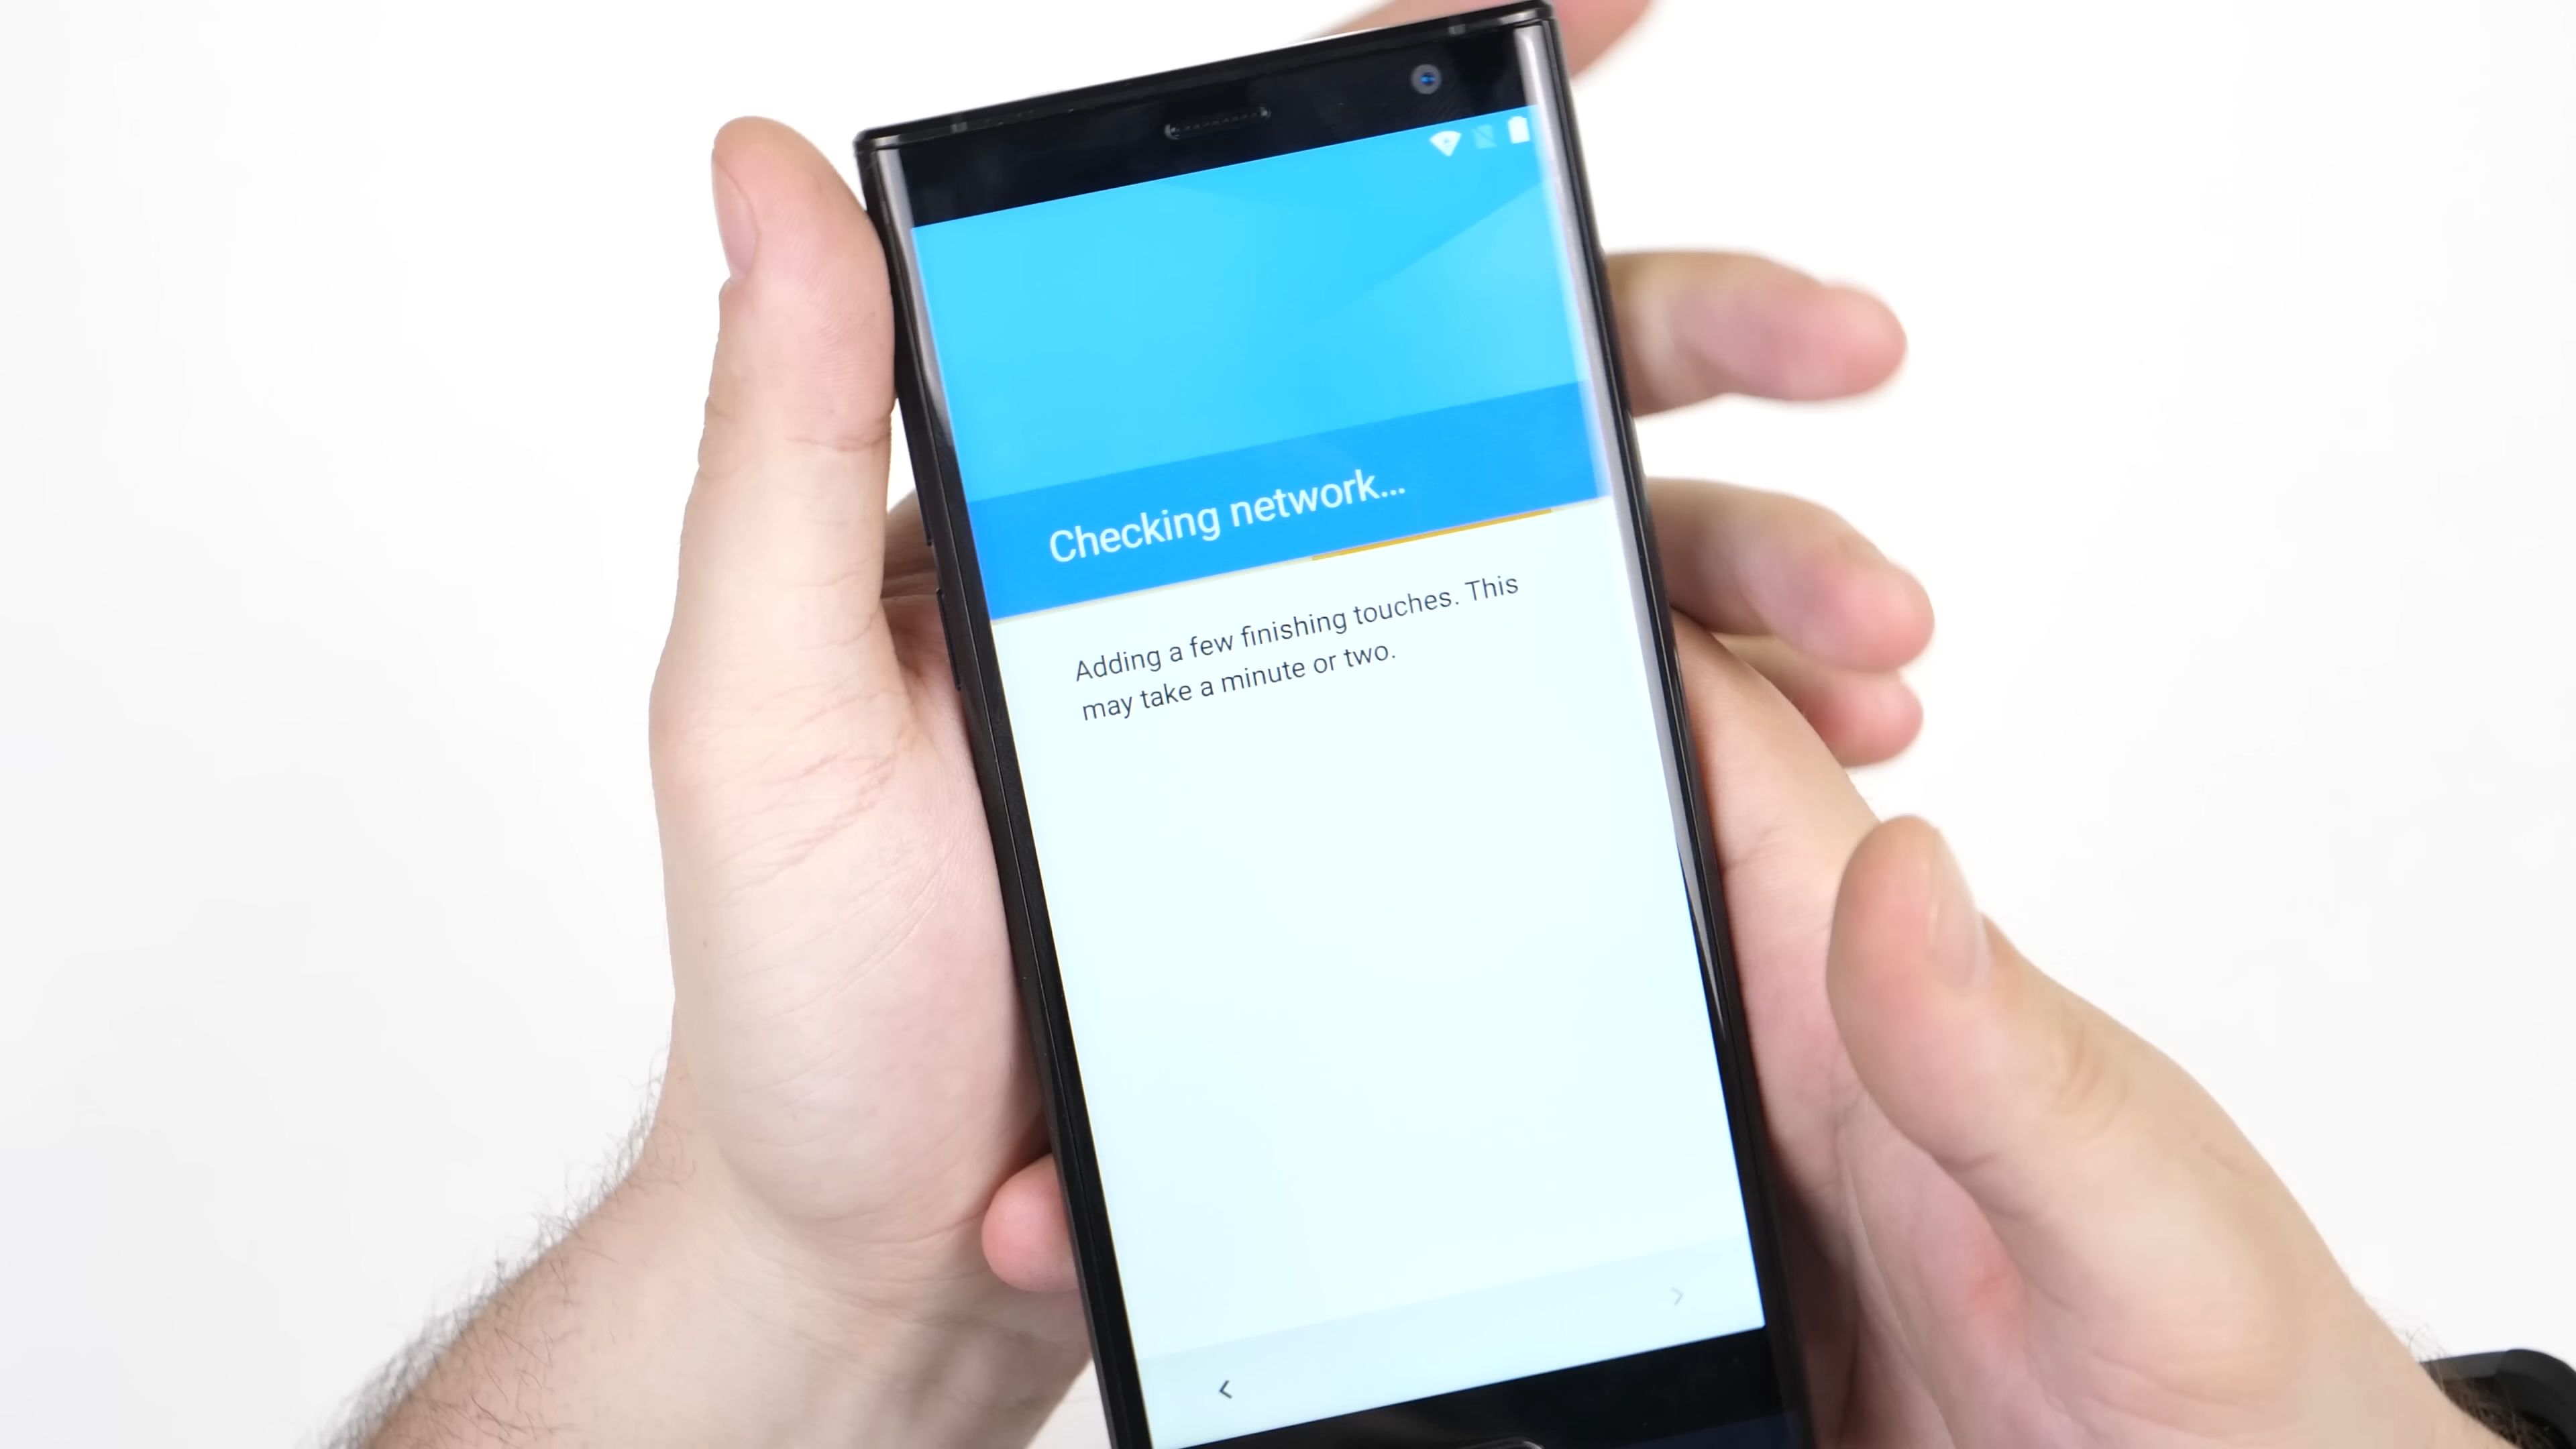 Checking network...
Adding a few finishing touches. This
may take a minute or two.